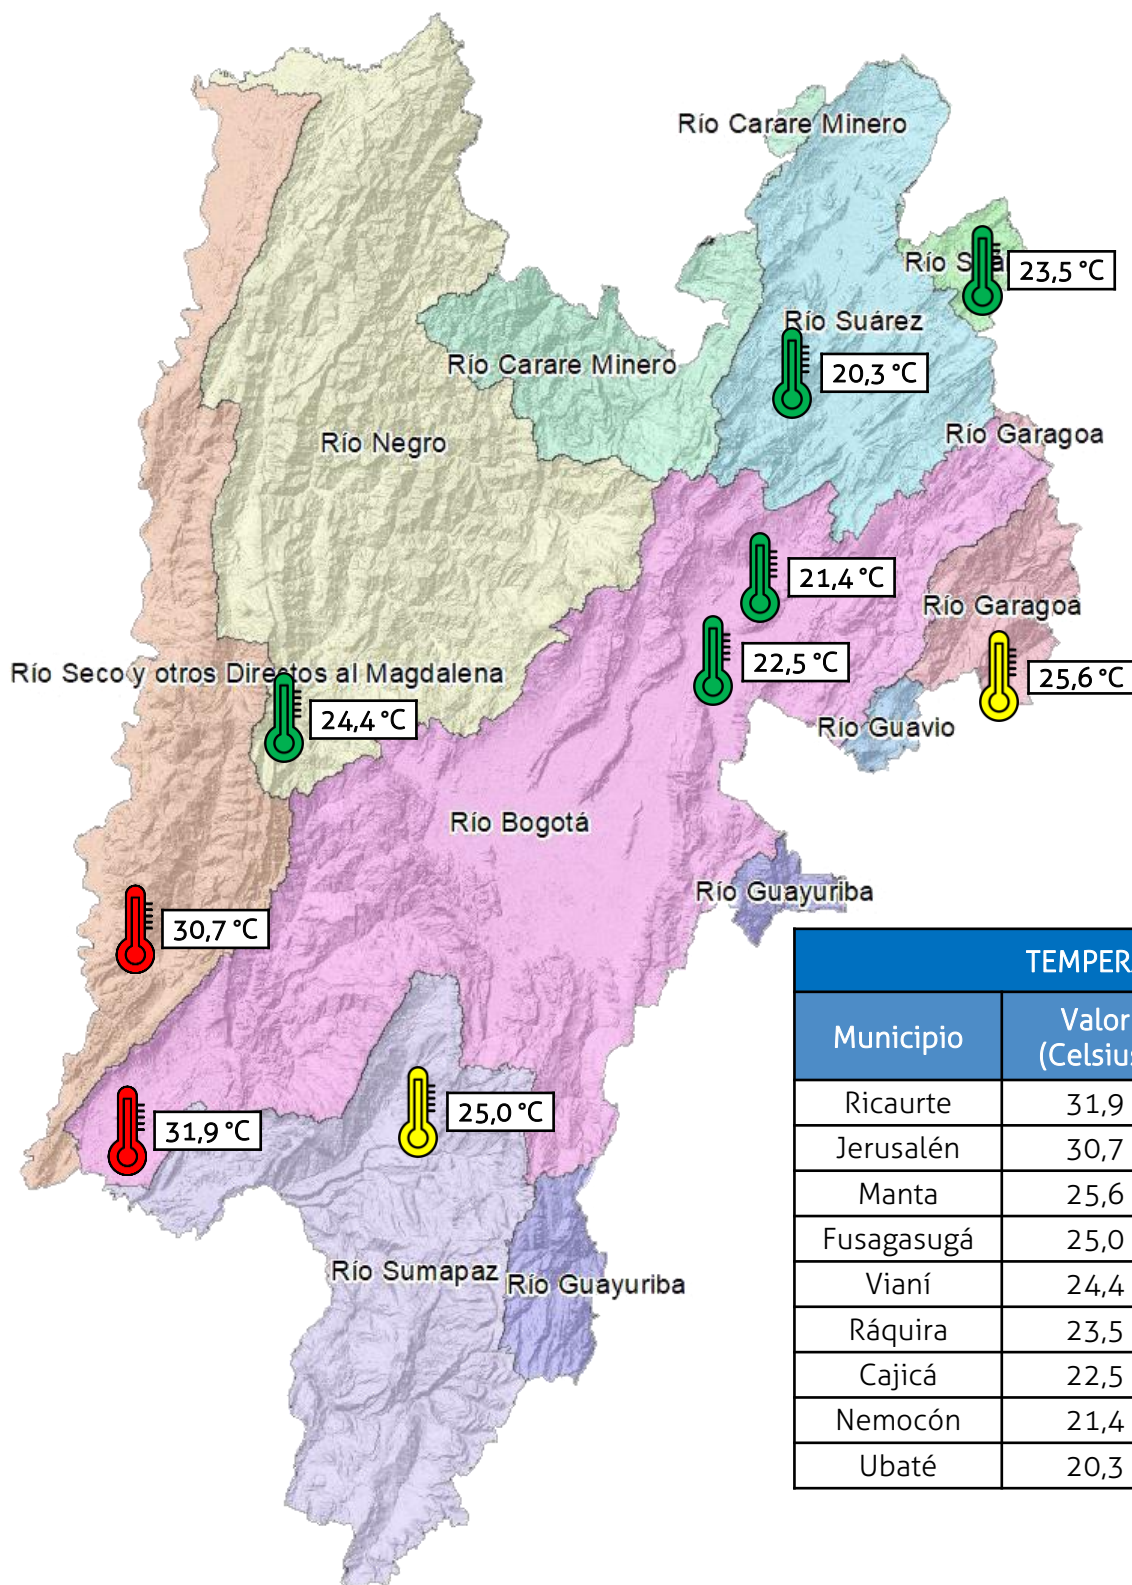 Río Carare Minero
Río S
23,5 °C
Río Suárez
Río Carare Minero
20,3 °C
Río Negro
Río Garagoa
21,4 °C
Río Garagoa
22,5 °C
Río Seco y otros Directos al Magdalena
25,6 °C
24,4 °C
Río Guavio
Río Bogotá
Río Guayuriba
30,7 °C
31,9 °C
25,0 °C
Río Sumapaz
Río Guayuriba
TEMPER
Municipio
Valor
(Celsius
Ricaurte 31,9
Jerusalén 30,7
Manta 25,6
Fusagasugá 25,0
Vianí 24,4
Ráquira 23,5
Cajicá 22,5
Nemocón 21,4
Ubaté 20,3